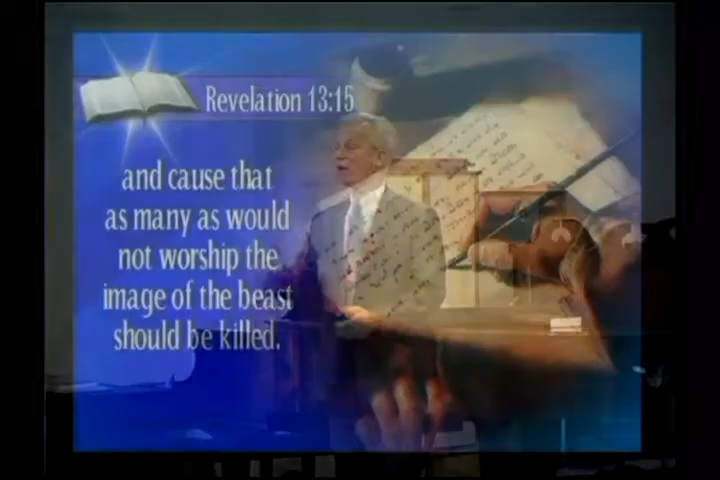 Revelation 13:15
and cause that
as many as would
not worship the
image of the beast
should be killed.